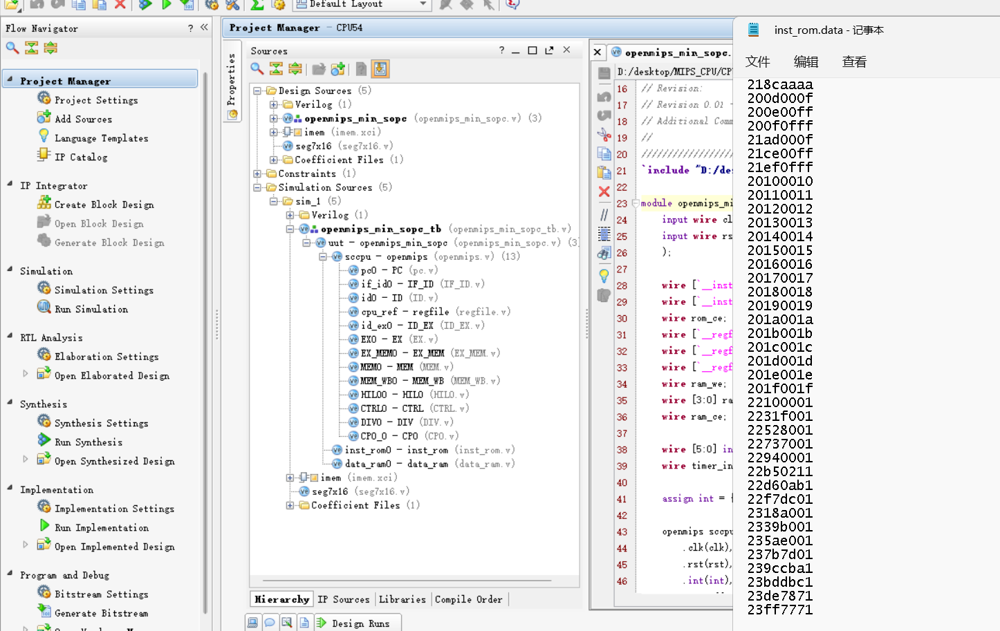 Default Layout
Flow Navigator
? «
Project Manager
Project Settings
Add Sources
Language Templates
IP Catalog
IP Integrator
Create Block Design
Open Block Design
Generate Block Design
Simulation
Simulation Settings
Run Simulation
RTL Analysis
Elaboration Settings
Open Elaborated Design
Synthesis
Synthesis Settings
Run Synthesis
Open Synthesized Design
Implementation
Implementation Settings
Run Implementation
Open Implemented Design
Program and Debug
Bitstream Settings
Generate Bitstream
Project Manager - CPU54
Properties
Sources
Design Sources (5)
Verilog (1)
openmips_min_sopc (openmips_min_sopc.v) (3)
imem (imem.xci)
seg7x16 (seg7x16.v)
Coefficient Files (1)
Constraints (1)
Simulation Sources (5)
sim_1 (5)
Verilog (1)
openmips_min_sopc_tb (openmips_min_sopc_tb.v)
uut - openmips_min_sopc (openmips_min_sopc.v) (3)
sccpu - openmips (openmips.v) (13)
pc0 - PC (pc.v)
if_id0 - IF_ID (IF_ID.v)
id0 - ID (ID.v)
cpu_ref - regfile (regfile.v)
id_ex0 - ID_EX (ID_EX.v)
EX0 - EX (EX.v)
EX_MEM0 - EX_MEM (EX_MEM.v)
MEM0 - MEM (MEM.v)
MEM_WB0 - MEM_WB (MEM_WB.v)
HILO0 - HILO (HILO.v)
CTRL0 - CTRL (CTRL.v)
DIV0 - DIV (DIV.v)
CP0_0 - CP0 (CP0.v)
inst_rom0 - inst_rom (inst_rom.v)
data_ram0 - data_ram (data_ram.v)
imem (imem.xci)
seg7x16 (seg7x16.v)
Coefficient Files (1)
Hierarchy IP Sources Libraries Compile Order
Design Runs
openmips_min_sopc.
D:/desktop/MIPS_CPU/CP
16 // Revision:
17 // Revision 0.01 -
18 // Additional Comm
19 //
20 //////////////////
21 `include "D:/des
22
23 module openmips_mi
24 input wire cl
25 input wire rs
26 );
27
28 wire [`__inst
29 wire [`__inst
30 wire rom_ce;
31 wire [`__regf
32 wire [`__regf
33 wire [`__regf
34 wire ram_we;
35 wire [3:0] ra
36 wire ram_ce;
37
38 wire [5:0] in
39 wire timer_in
40
41 assign int = {
42
43 openmips sccpu
44 .clk(clk),
45 .rst(rst),
46 .int(int),
inst_rom.data - 记事本
文件 编辑 查看
218caaaa
200d000f
200e00ff
200f0fff
21ad000f
21ce00ff
21ef0fff
20100010
20110011
20120012
20130013
20140014
20150015
20160016
20170017
20180018
20190019
201a001a
201b001b
201c001c
201d001d
201e001e
201f001f
22100001
2231f001
22528001
22737001
22940001
22b50211
22d60ab1
22f7dc01
2318a001
2339b001
235ae001
237b7d01
239ccba1
23bddbc1
23de7871
23ff7771